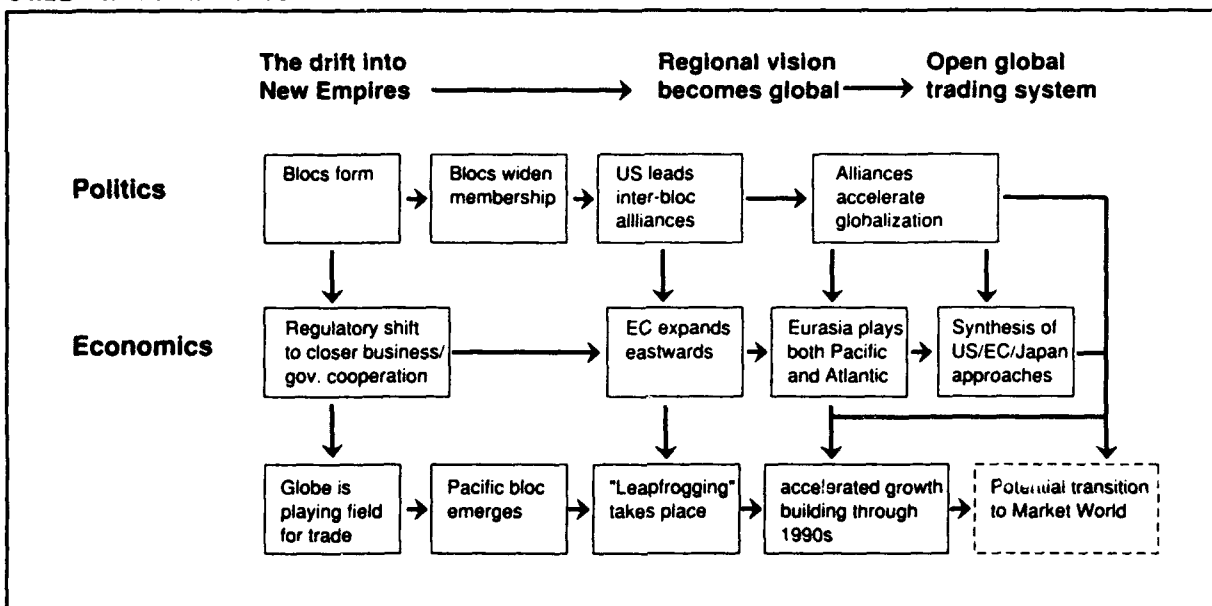 The drift into
New Empires
Regional vision
becomes global
Open global
trading system
Politics
Blocs form
Blocs widen
membership
US leads
inter-bloc
allliances
Alliances
accelerate
globalization
Economics
Regulatory shift
to closer business/
gov. cooperation
EC expands
eastwards
Eurasia plays
both Pacific
and Atlantic
Synthesis of
US/EC/Japan
approaches
Globe is
playing field
for trade
Pacific bloc
emerges
"Leapfrogging"
takes place
accelerated growth
building through
1990s
Potential transition
to Market World